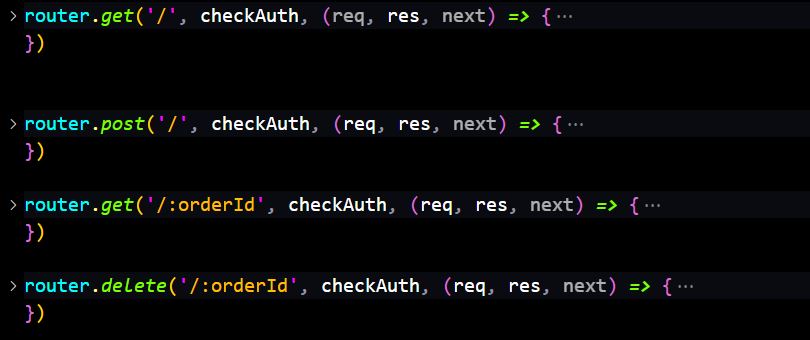 router.get('/', checkAuth, (req, res, next) => {···
})
router.post('/', checkAuth, (req, res, next) => {···
})
router.get('/:orderId', checkAuth, (req, res, next) => {···
})
router.delete('/:orderId', checkAuth, (req, res, next) => {···
})